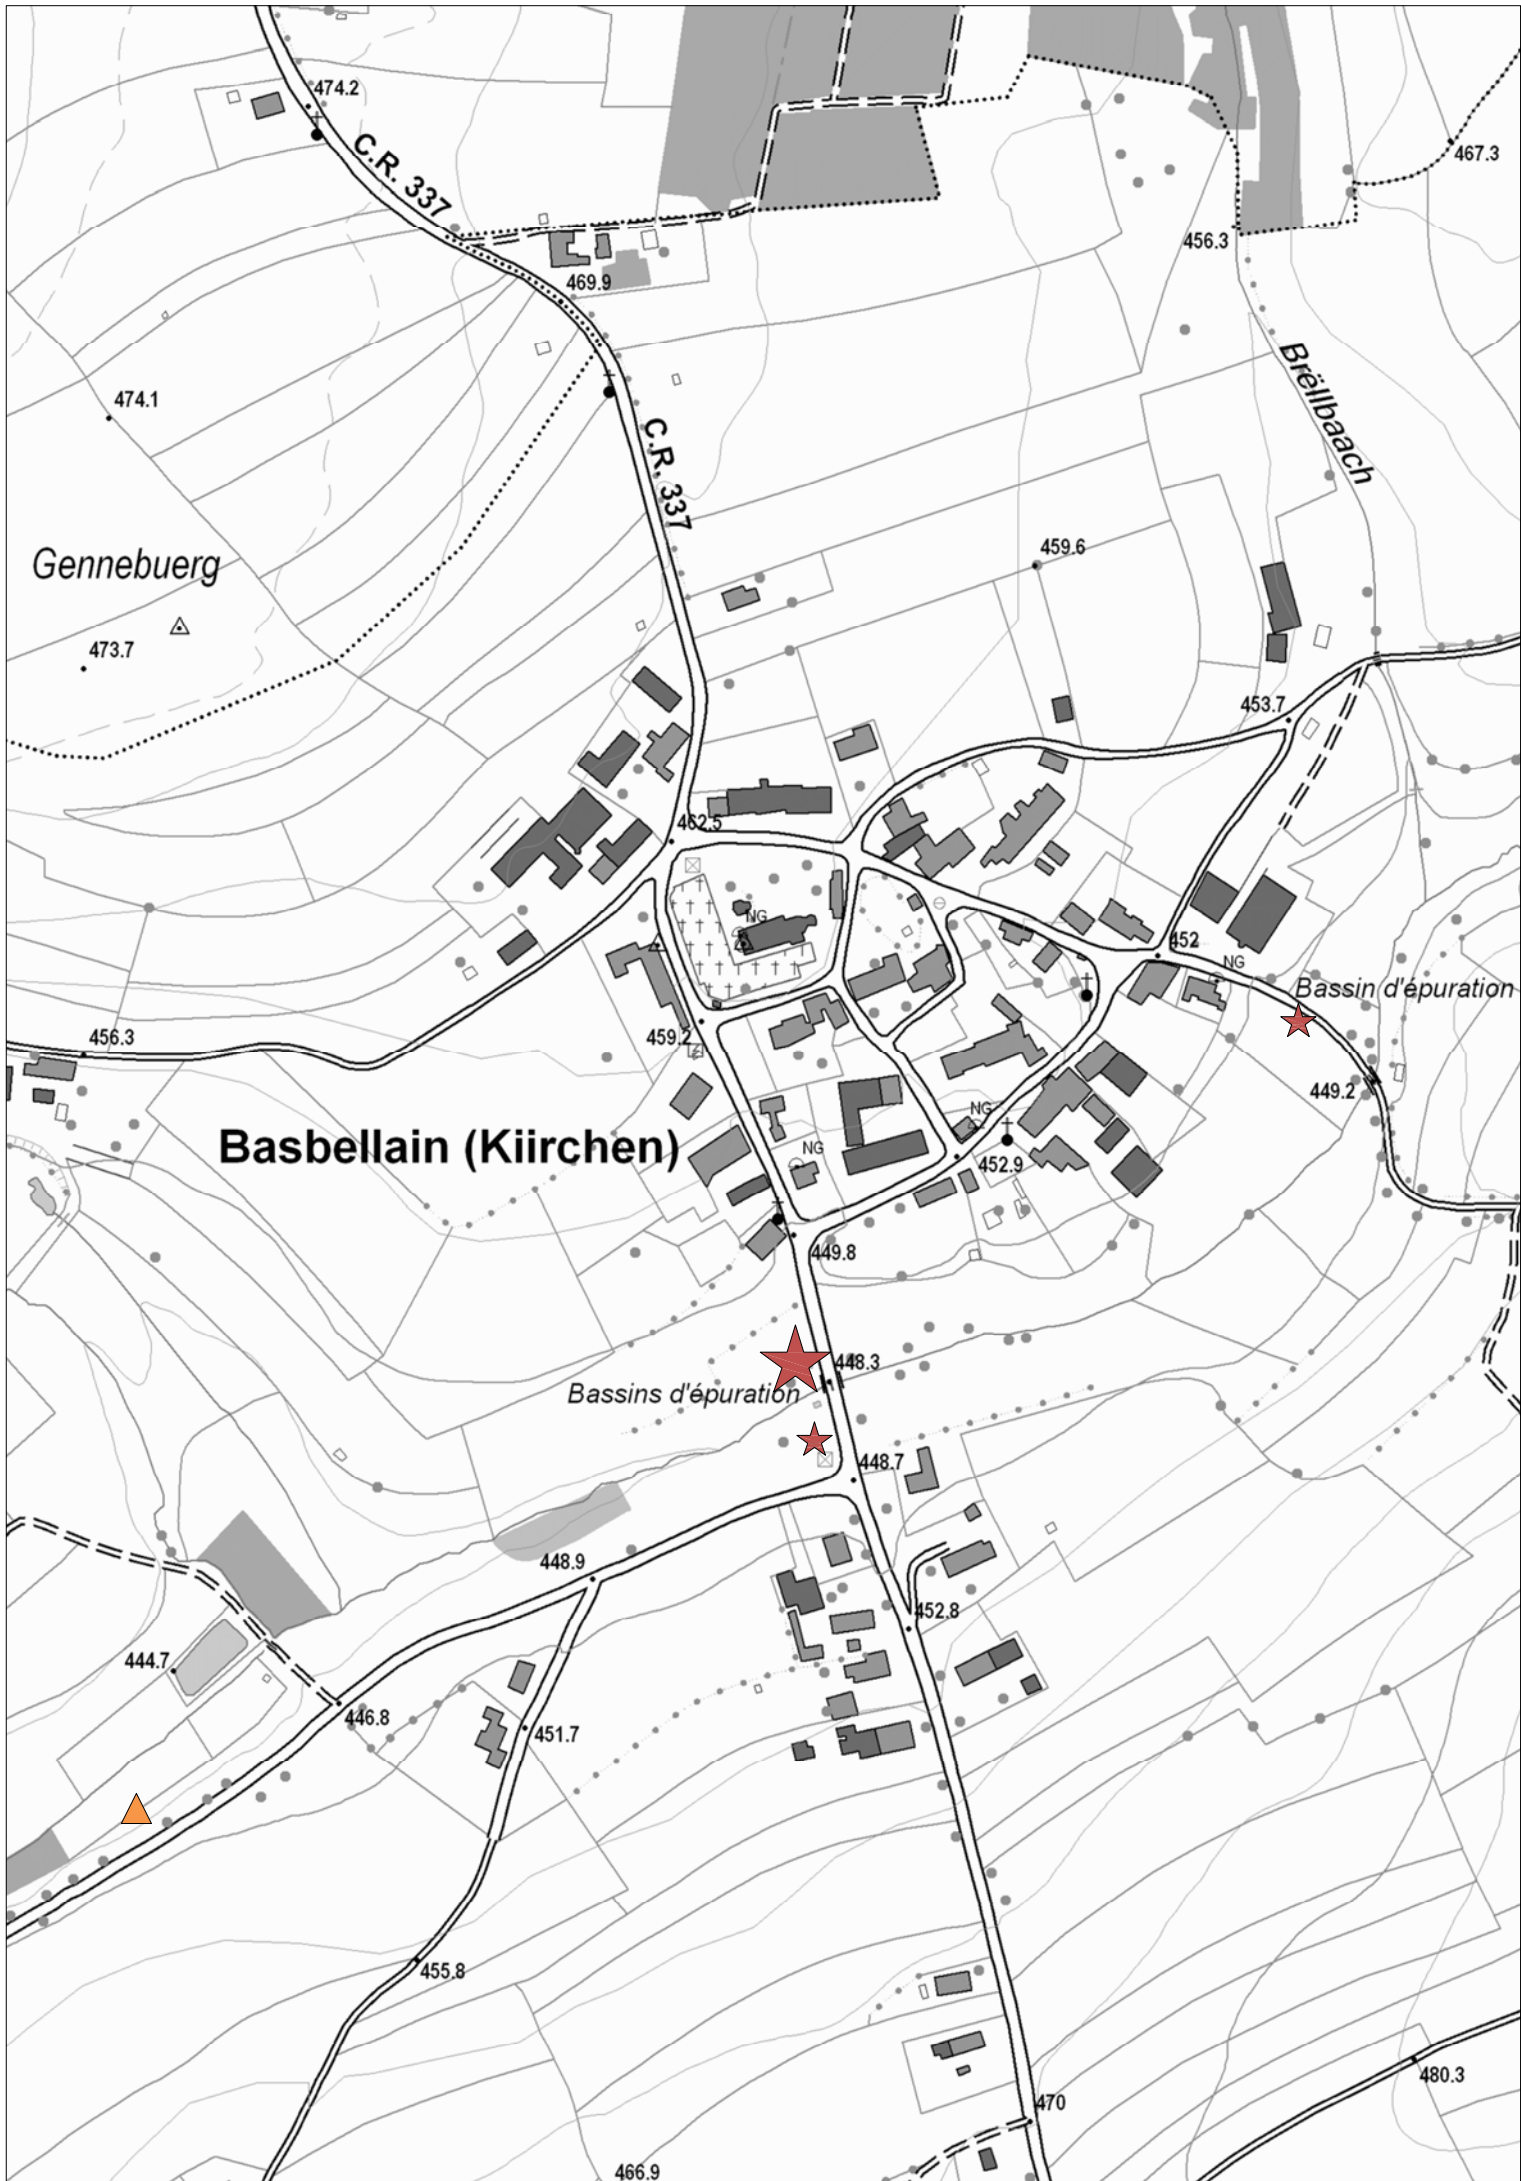 474.2
C.R. 337
467.3
456.3
469.9
Brëllbaach
474.1
C.R. 337
459.6
Gennebuerg
473.7
453.7
462.5
NG
452
NG
Bassin d'épuration
456.3
459.2
449.2
NG
Basbellain (Kiirchen)
NG
452.9
449.8
448.3
Bassins d'épuration
448.7
448.9
452.8
444.7
446.8
451.7
455.8
480.3
470
466.9